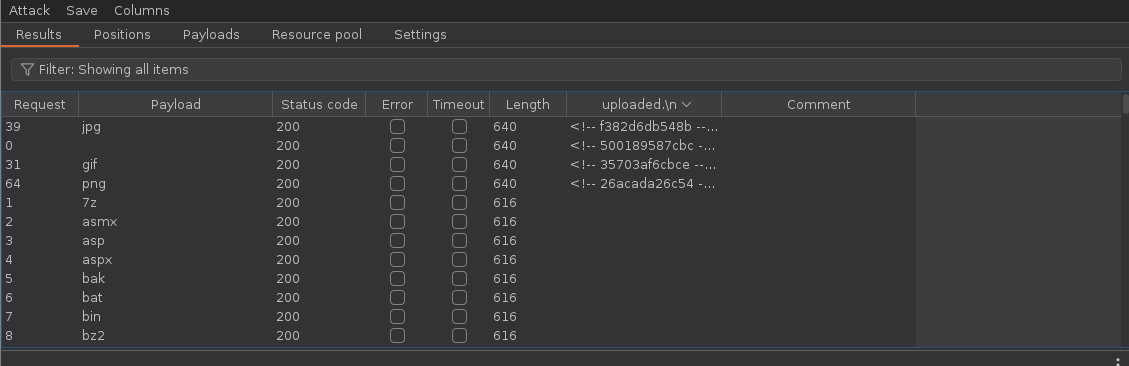 Attack Save Columns
Results Positions Payloads Resource pool Settings
Filter: Showing all items
Request Payload Status code Error Timeout Length uploaded.\n Comment
39 jpg 200 640 <!-- f382d6db548b --...
0 200 640 <!-- 500189587cbc -...
31 gif 200 640 <!-- 35703af6cbce --...
64 png 200 640 <!-- 26acada26c54 -...
1 7z 200 616
2 asmx 200 616
3 asp 200 616
4 aspx 200 616
5 bak 200 616
6 bat 200 616
7 bin 200 616
8 bz2 200 616